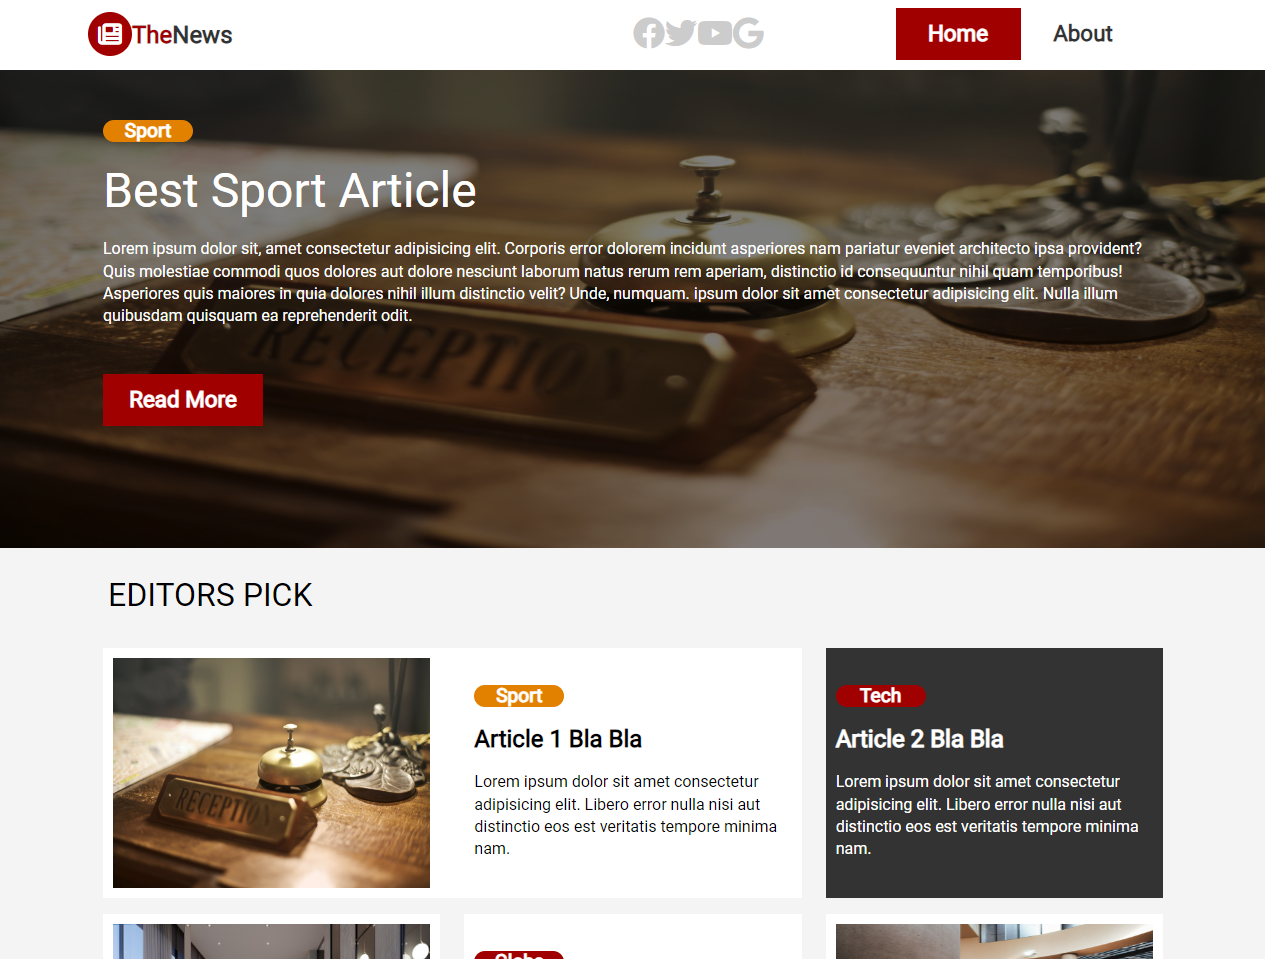 TheNews
Home
About
Sport
Best Sport Article
Lorem ipsum dolor sit, amet consectetur adipisicing elit. Corporis error dolorem incidunt asperiores nam pariatur eveniet architecto ipsa provident?
Quis molestiae commodi quos dolores aut dolore nesciunt laborum natus rerum rem aperiam, distinctio id consequuntur nihil quam temporibus!
Asperiores quis maiores in quia dolores nihil illum distinctio velit? Unde, numquam. ipsum dolor sit amet consectetur adipisicing elit. Nulla illum
quibusdam quisquam ea reprehenderit odit.
RECEPTION
Read More
EDITORS PICK
RECEPTION
Sport
Article 1 Bla Bla
Lorem ipsum dolor sit amet consectetur
adipisicing elit. Libero error nulla nisi aut
distinctio eos est veritatis tempore minima
nam.
Tech
Article 2 Bla Bla
Lorem ipsum dolor sit amet consectetur
adipisicing elit. Libero error nulla nisi aut
distinctio eos est veritatis tempore minima
nam.